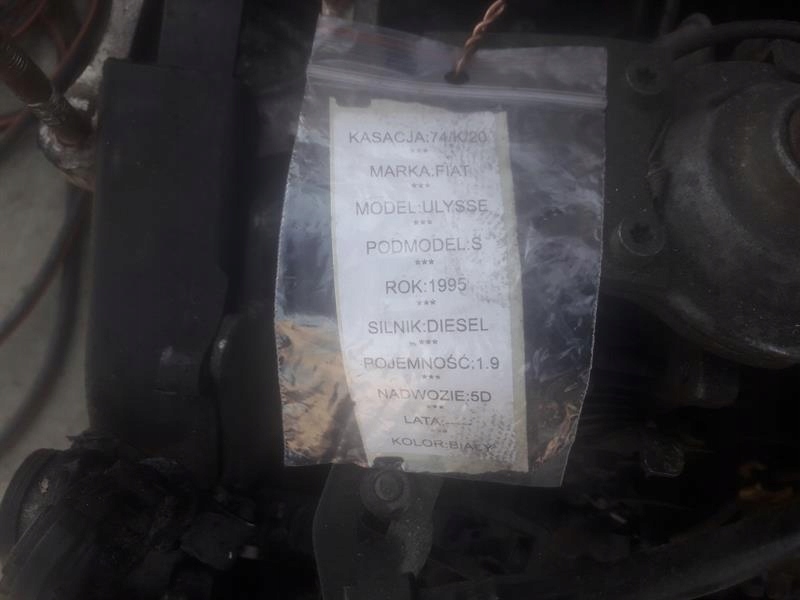 KASACJA:74/K/20
***
MARKA:FIAT
***
MODEL:ULYSSE
***
PODMODEL:S
***
ROK:1995
***
SILNIK:DIESEL
***
POJEMNOŚĆ:1.9
***
NADWOZIE:5D
***
LATA:-----
***
KOLOR:BIAŁY